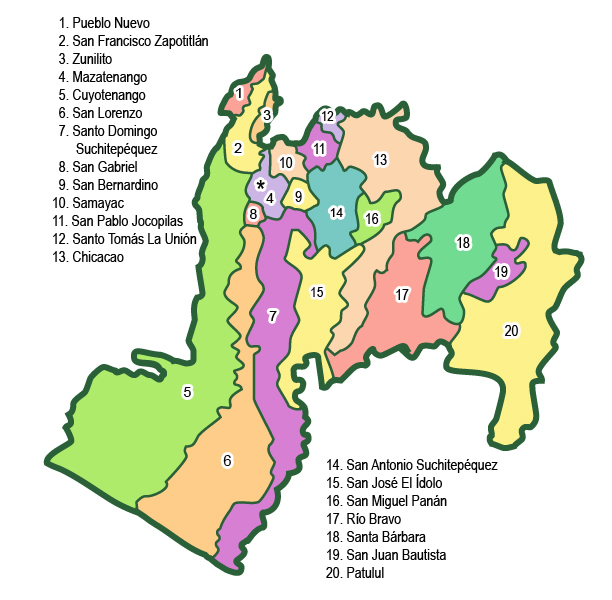 1. Pueblo Nuevo
2. San Francisco Zapotitlán
3. Zunilito
4. Mazatenango
5. Cuyotenango
6. San Lorenzo
7. Santo Domingo
Suchitepéquez
8. San Gabriel
9. San Bernardino
10. Samayac
11. San Pablo Jocopilas
12. Santo Tomás La Unión
13. Chicacao
1
3
2
12
11
10
13
*
4
9
8
14
16
18
19
15
17
7
20
5
6
14. San Antonio Suchitepéquez
15. San José El Ídolo
16. San Miguel Panán
17. Río Bravo
18. Santa Bárbara
19. San Juan Bautista
20. Patulul